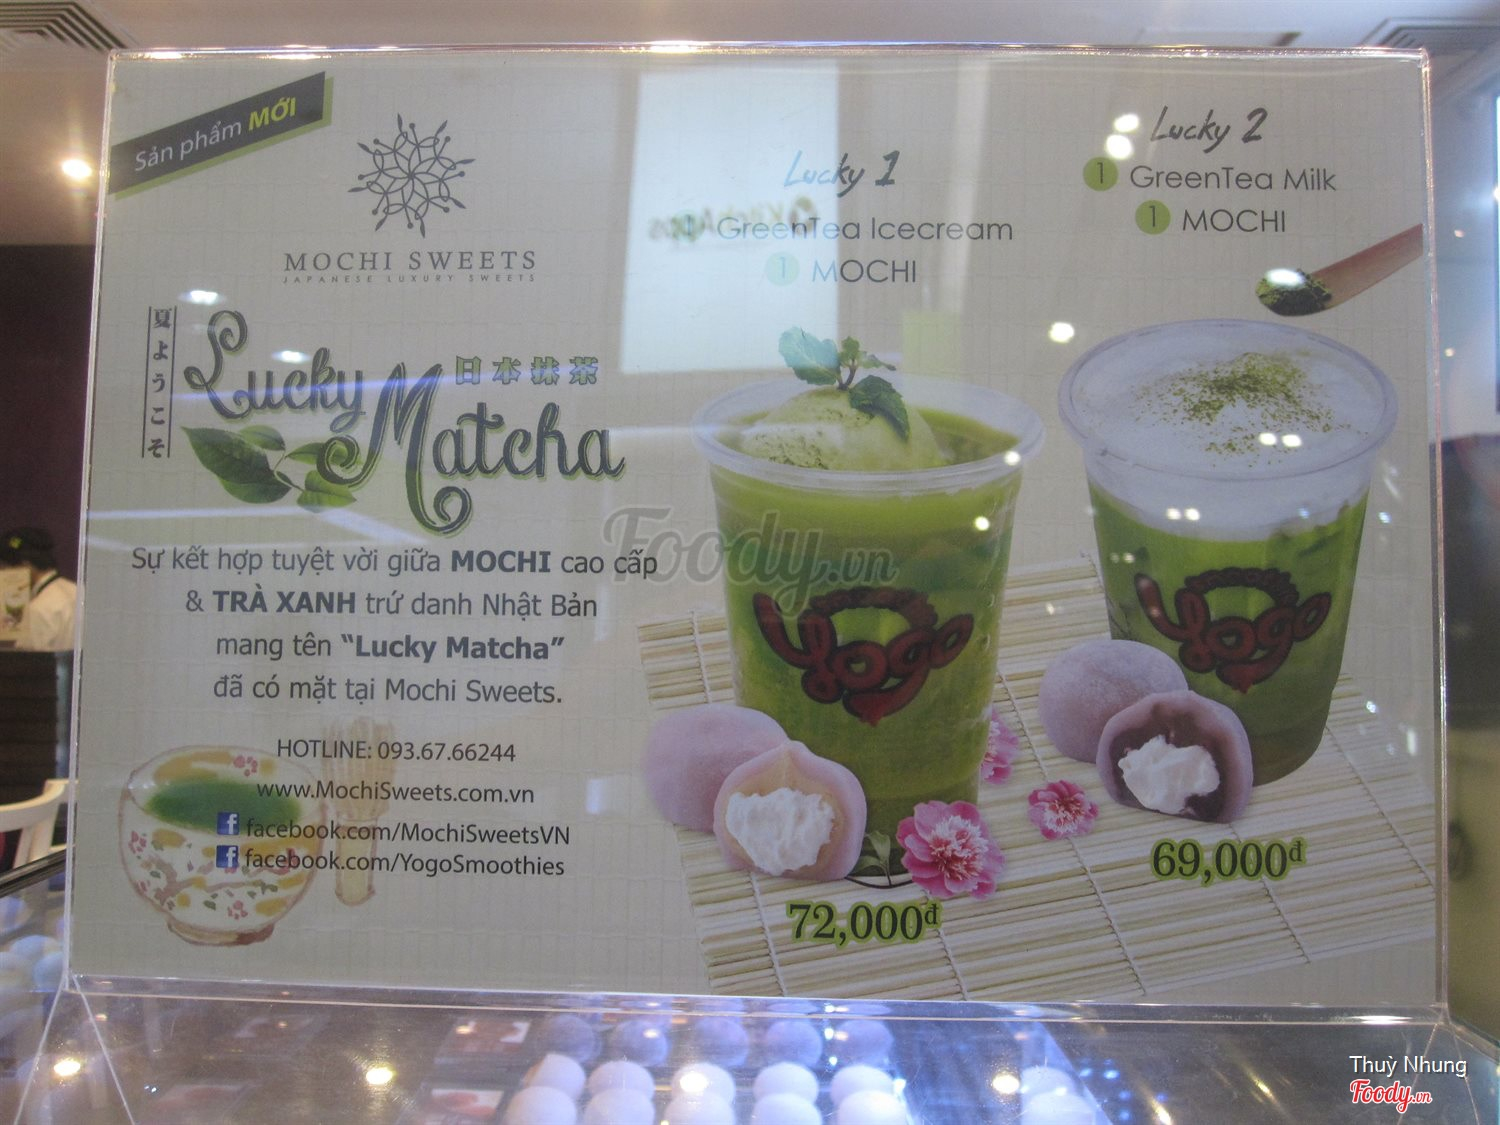 Sản phẩm MỚI
MOCHI SWEETS
JAPANESE LUXURY SWEETS
夏ようこそ
Lucky Matcha
日本抹茶
Sự kết hợp tuyệt vời giữa MOCHI cao cấp
& TRÀ XANH trứ danh Nhật Bản
mang tên “Lucky Matcha”
đã có mặt tại Mochi Sweets.
HOTLINE: 093.67.66244
www.MochiSweets.com.vn
f facebook.com/MochiSweetsVN
f facebook.com/YogoSmoothies
Lucky 1
1 GreenTea Icecream
1 MOCHI
Yogo
72,000đ
Lucky 2
1 GreenTea Milk
1 MOCHI
Yogo
69,000đ
Foody.vn
Thuỳ Nhung
Foody.vn